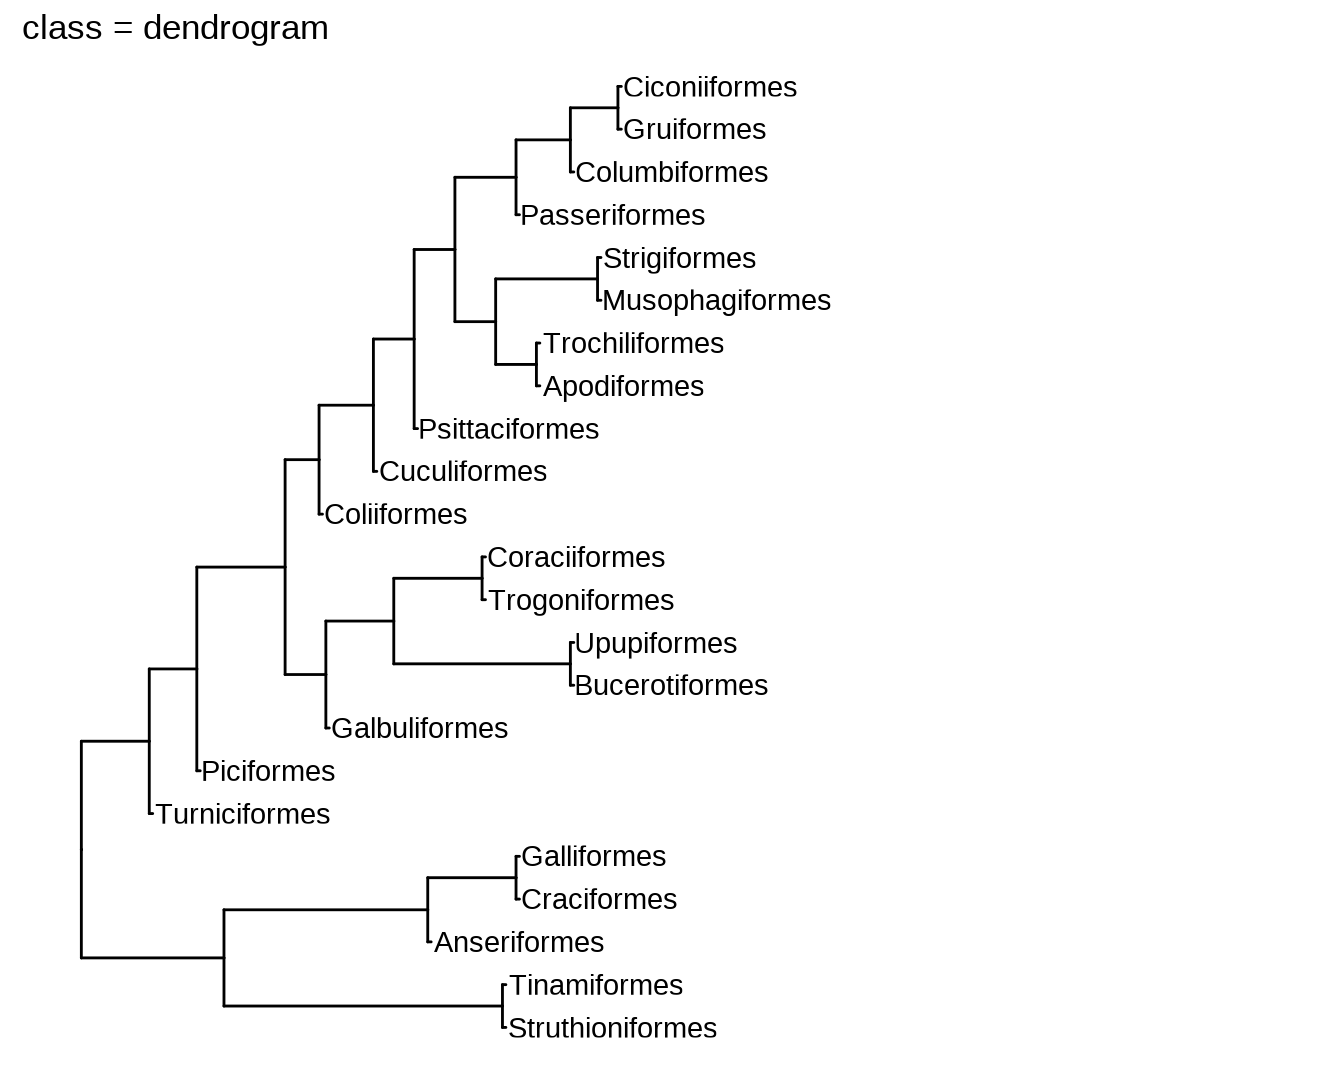 class = dendrogram
Ciconiiformes
Gruiformes
Columbiformes
Passeriformes
Strigiformes
Musophagiformes
Trochiliformes
Apodiformes
Psittaciformes
Cuculiformes
Coliiformes
Coraciiformes
Trogoniformes
Upupiformes
Bucerotiformes
Galbuliformes
Piciformes
Turniciformes
Galliformes
Craciformes
Anseriformes
Tinamiformes
Struthioniformes